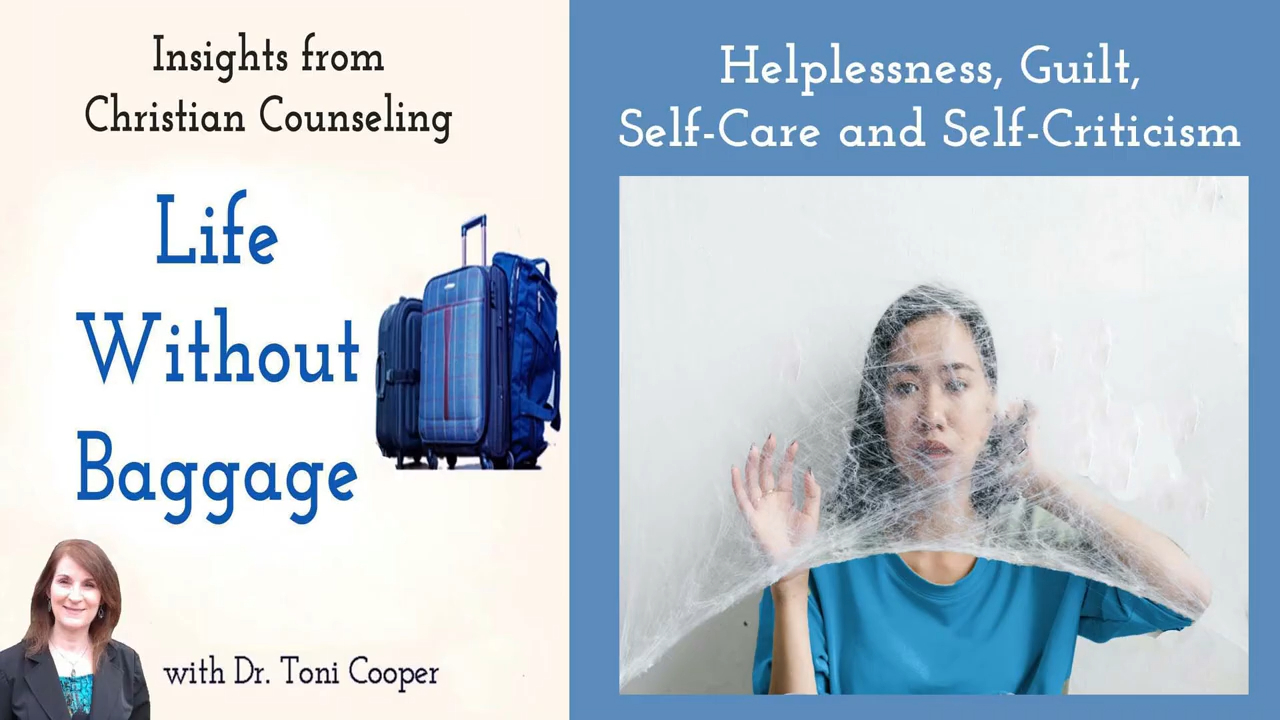 Insights from
Christian Counseling
Life
Without
Baggage
with Dr. Toni Cooper
Helplessness, Guilt,
Self-Care and Self-Criticism